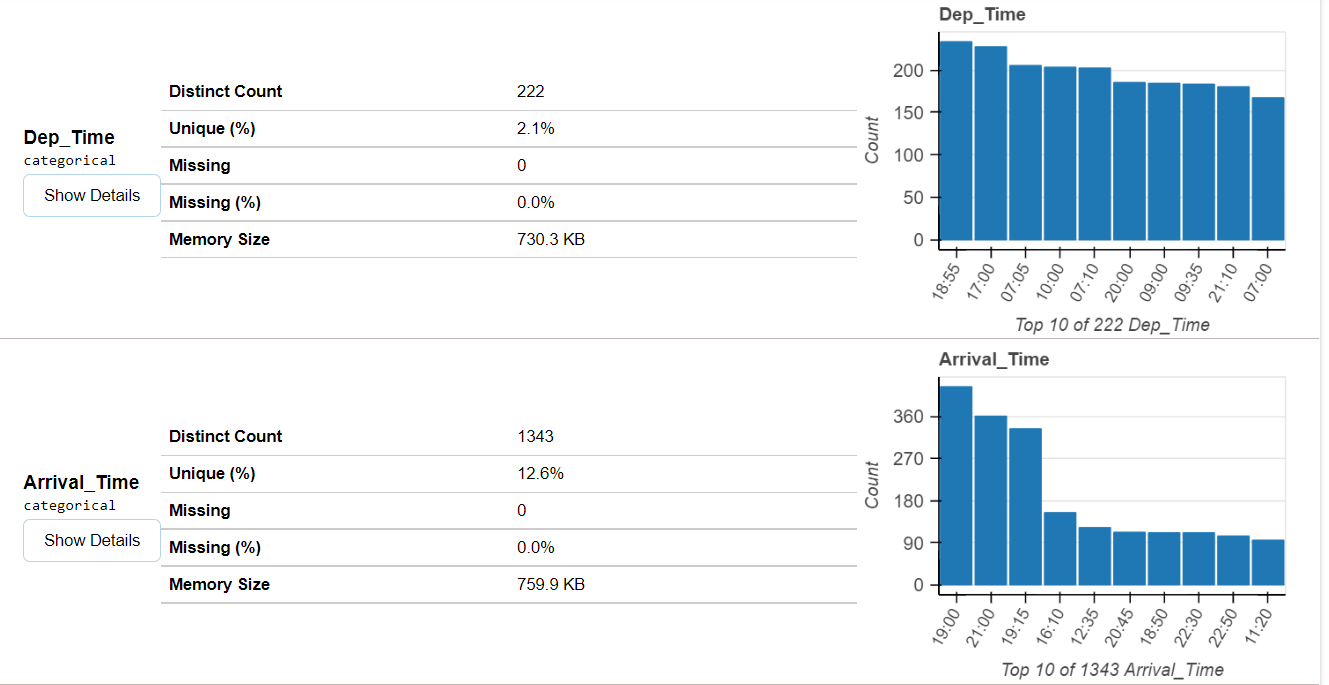 Dep_Time
categorical
Show Details
Distinct Count 222
Unique (%) 2.1%
Missing 0
Missing (%) 0.0%
Memory Size 730.3 KB
Dep_Time
Count
200
150
100
50
0
18:55 17:00 07:05 10:00 07:10 20:00 09:00 09:35 21:10 07:00
Top 10 of 222 Dep_Time
Arrival_Time
categorical
Show Details
Distinct Count 1343
Unique (%) 12.6%
Missing 0
Missing (%) 0.0%
Memory Size 759.9 KB
Arrival_Time
Count
360
270
180
90
0
19:00 21:00 19:15 16:10 12:35 20:45 18:50 22:30 22:50 11:20
Top 10 of 1343 Arrival_Time